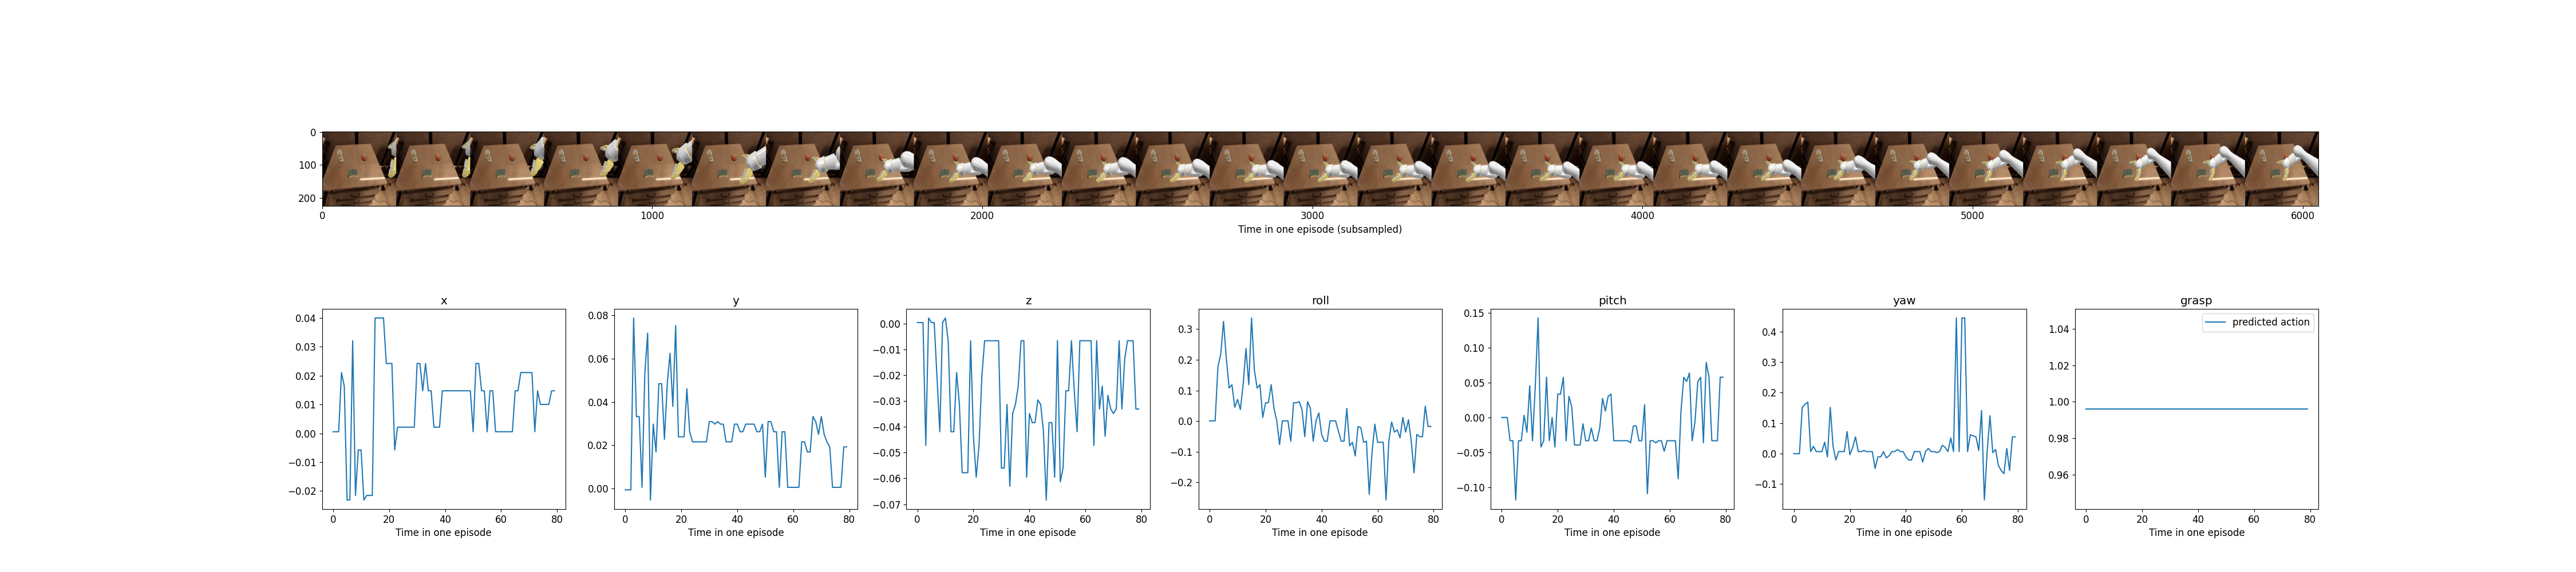 0
100
200
0 1000 2000 3000 4000 5000 6000
Time in one episode (subsampled)
x
0.04
0.03
0.02
0.01
0.00
−0.01
−0.02
0 20 40 60 80
Time in one episode
y
0.08
0.06
0.04
0.02
0.00
0 20 40 60 80
Time in one episode
z
0.00
−0.01
−0.02
−0.03
−0.04
−0.05
−0.06
−0.07
0 20 40 60 80
Time in one episode
roll
0.3
0.2
0.1
0.0
−0.1
−0.2
0 20 40 60 80
Time in one episode
pitch
0.15
0.10
0.05
0.00
−0.05
−0.10
0 20 40 60 80
Time in one episode
yaw
0.4
0.3
0.2
0.1
0.0
−0.1
0 20 40 60 80
Time in one episode
grasp
predicted action
1.04
1.02
1.00
0.98
0.96
0 20 40 60 80
Time in one episode